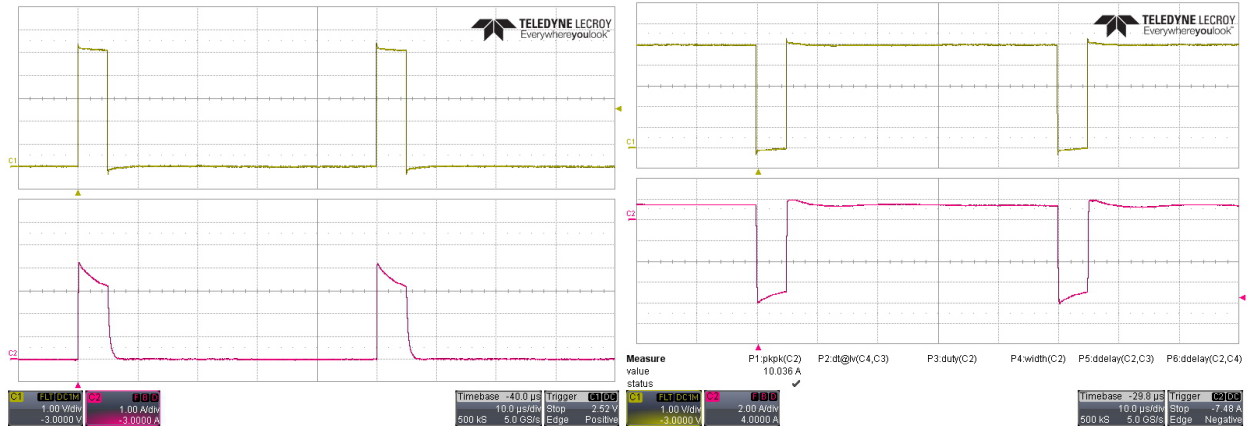 TELEDYNE LECROY
Everywhereyoulook™
C1
C2
C1 FLT DC1M
1.00 V/div
-3.0000 V
C2 F B D
1.00 A/div
-3.0000 A
Timebase -40.0 µs
10.0 µs/div
500 kS 5.0 GS/s
Trigger C1 DC
Stop 2.52 V
Edge Positive
TELEDYNE LECROY
Everywhereyoulook™
C1
C2
Measure P1:pkpk(C2) P2:dt@lv(C4,C3) P3:duty(C2) P4:width(C2) P5:ddelay(C2,C3) P6:ddelay(C2,C4)
value 10.036 A
status ✓
C1 FLT DC1M
1.00 V/div
-3.0000 V
C2 F B D
2.00 A/div
4.0000 A
Timebase -29.8 µs
10.0 µs/div
500 kS 5.0 GS/s
Trigger C2 DC
Stop -7.48 A
Edge Negative